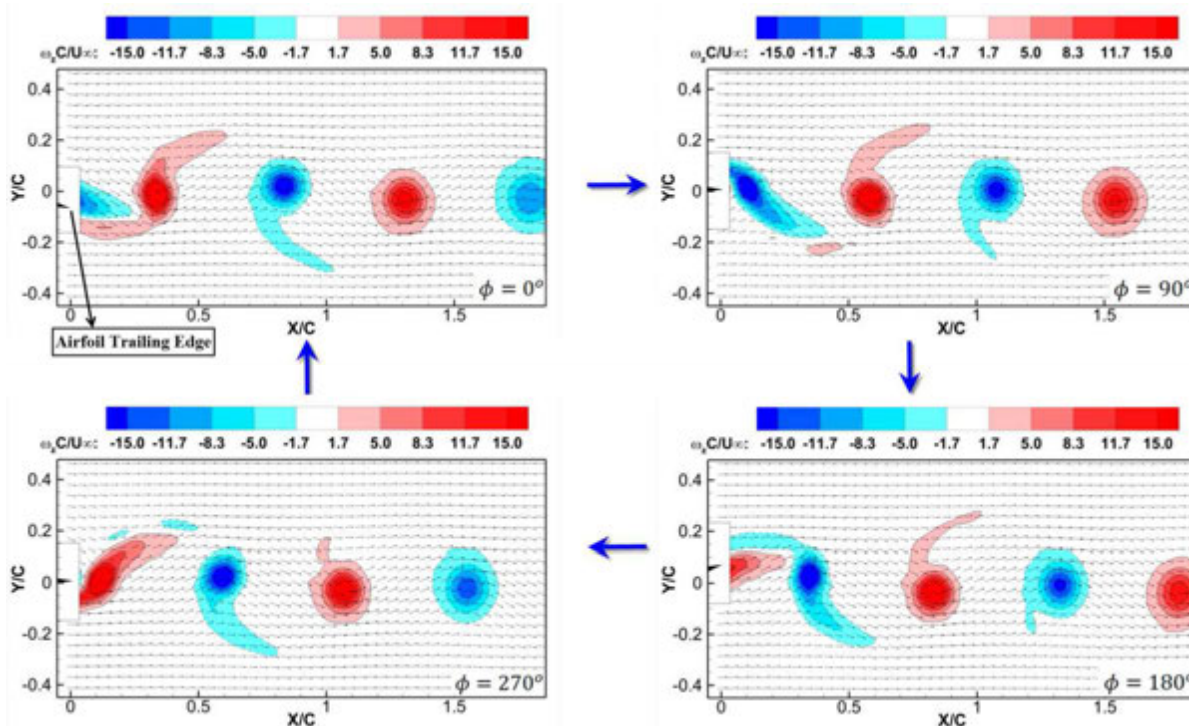 ω_zC/U∞: -15.0 -11.7 -8.3 -5.0 -1.7 1.7 5.0 8.3 11.7 15.0
0.4
0.2
Y/C
0
-0.2
-0.4
ϕ = 0°
0 0.5 1 1.5
X/C
Airfoil Trailing Edge
ω_zC/U∞: -15.0 -11.7 -8.3 -5.0 -1.7 1.7 5.0 8.3 11.7 15.0
0.4
0.2
Y/C
0
-0.2
-0.4
ϕ = 90°
0 0.5 1 1.5
X/C
ω_zC/U∞: -15.0 -11.7 -8.3 -5.0 -1.7 1.7 5.0 8.3 11.7 15.0
0.4
0.2
Y/C
0
-0.2
-0.4
ϕ = 270°
0 0.5 1 1.5
X/C
ω_zC/U∞: -15.0 -11.7 -8.3 -5.0 -1.7 1.7 5.0 8.3 11.7 15.0
0.4
0.2
Y/C
0
-0.2
-0.4
ϕ = 180°
0 0.5 1 1.5
X/C